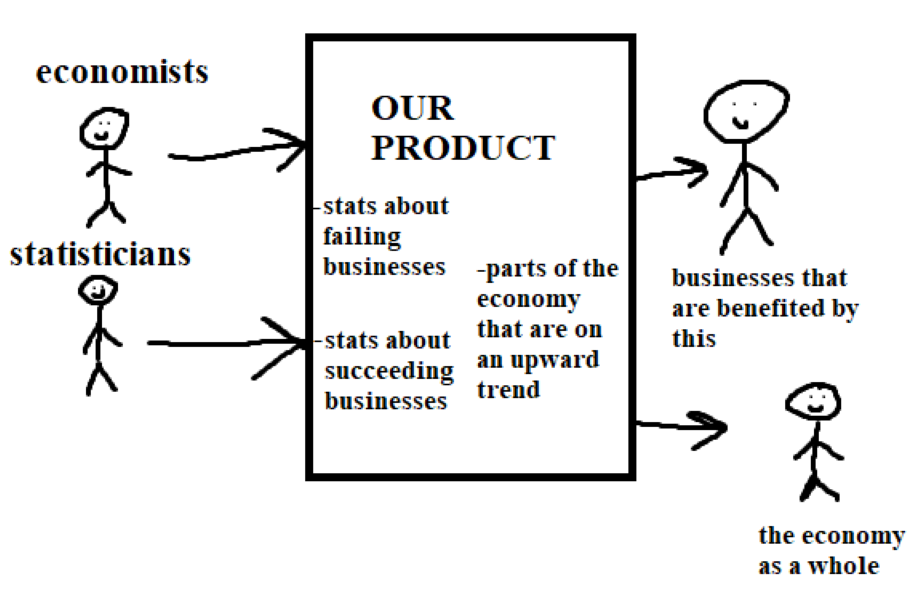 economists
statisticians
OUR
PRODUCT
-stats about
failing
businesses
-stats about
succeeding
businesses
-parts of the
economy
that are on
an upward
trend
businesses that
are benefited by
this
the economy
as a whole